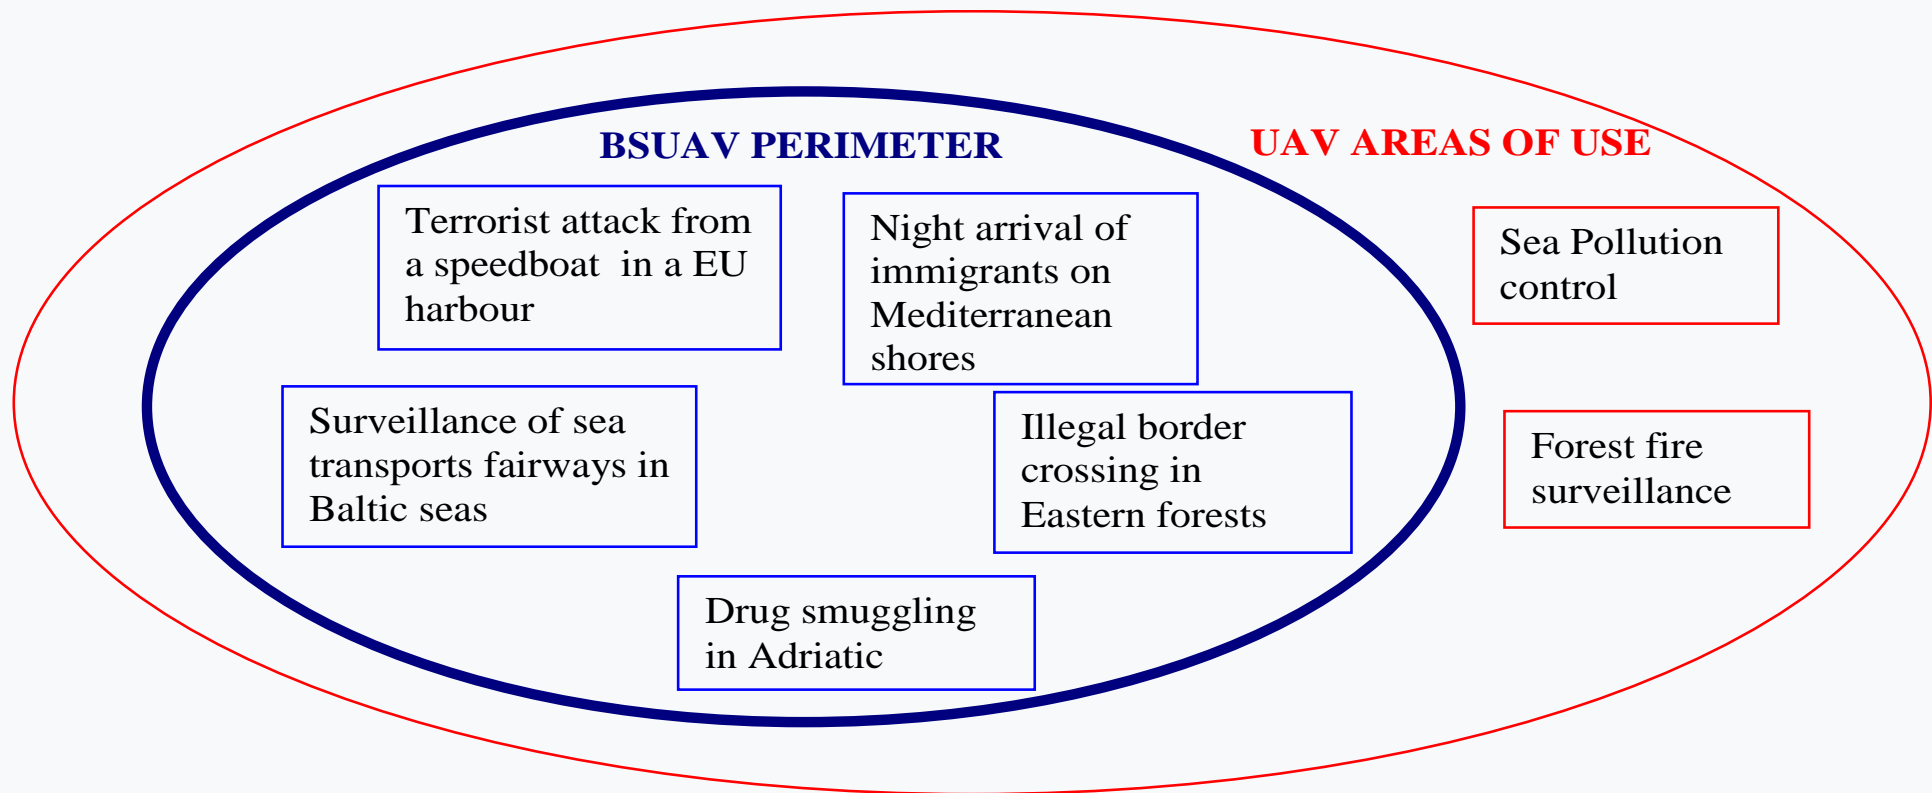 BSUAV PERIMETER
UAV AREAS OF USE
Terrorist attack from
a speedboat in a EU
harbour
Night arrival of
immigrants on
Mediterranean
shores
Sea Pollution
control
Surveillance of sea
transports fairways in
Baltic seas
Illegal border
crossing in
Eastern forests
Forest fire
surveillance
Drug smuggling
in Adriatic